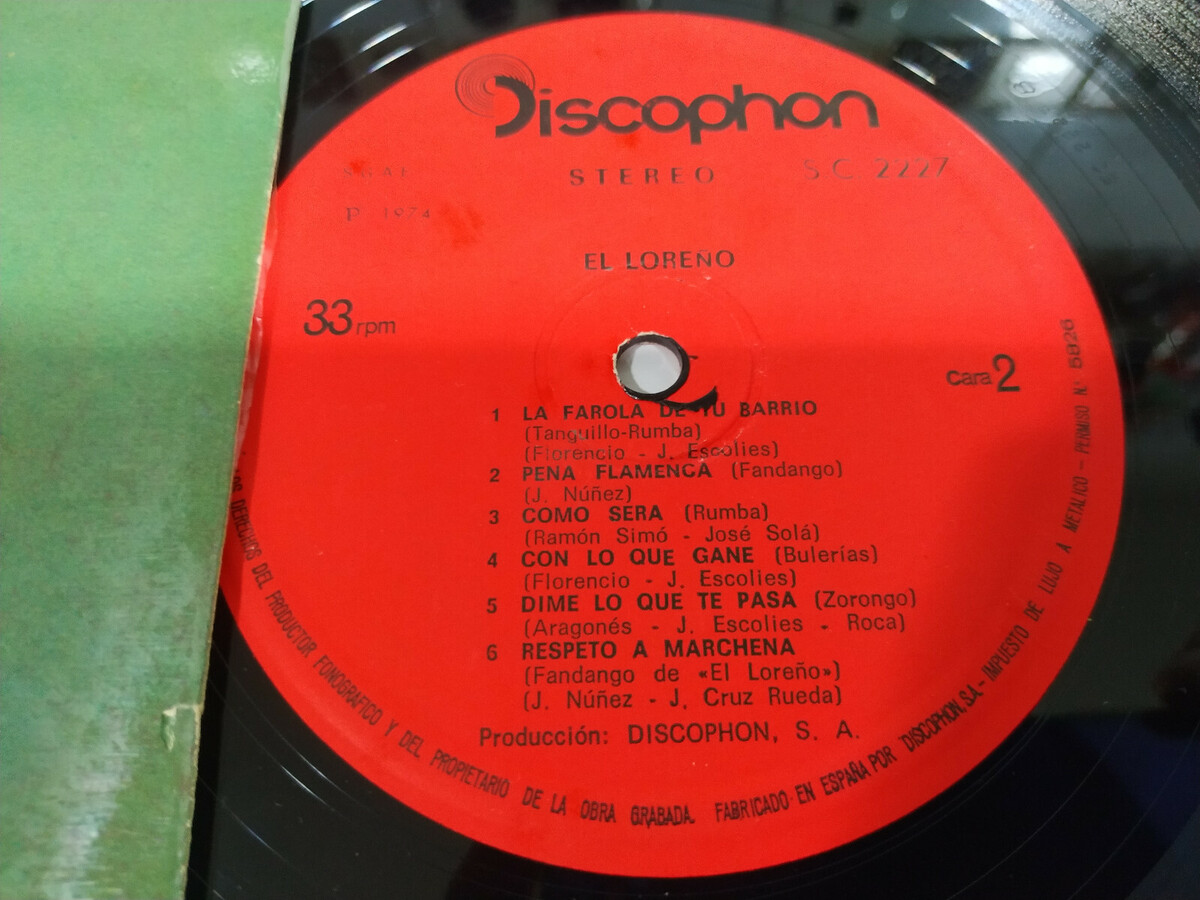 Discophon
STEREO
S.C. 2227
P. 1974
EL LOREÑO
33 rpm
Cara 2
1 LA FAROLA DE TU BARRIO
(Tanguillo-Rumba)
(Florencio - J. Escolies)
2 PENA FLAMENCA (Fandango)
(J. Núñez)
3 COMO SERA (Rumba)
(Ramón Simó - José Solá)
4 CON LO QUE GANE (Bulerías)
(Florencio - J. Escolies)
5 DIME LO QUE TE PASA (Zorongo)
(Aragonés - J. Escolies - Roca)
6 RESPETO A MARCHENA
(Fandango de «El Loreño»)
(J. Núñez - J. Cruz Rueda)
Producción: DISCOPHON, S. A.
DERECHOS DEL PRODUCTOR FONOGRAFICO Y DEL PROPIETARIO DE LA OBRA GRABADA. FABRICADO EN ESPAÑA POR DISCOPHON, S.A. - IMPUESTO DE LUJO A METALICO - PERMISO N.º 5826